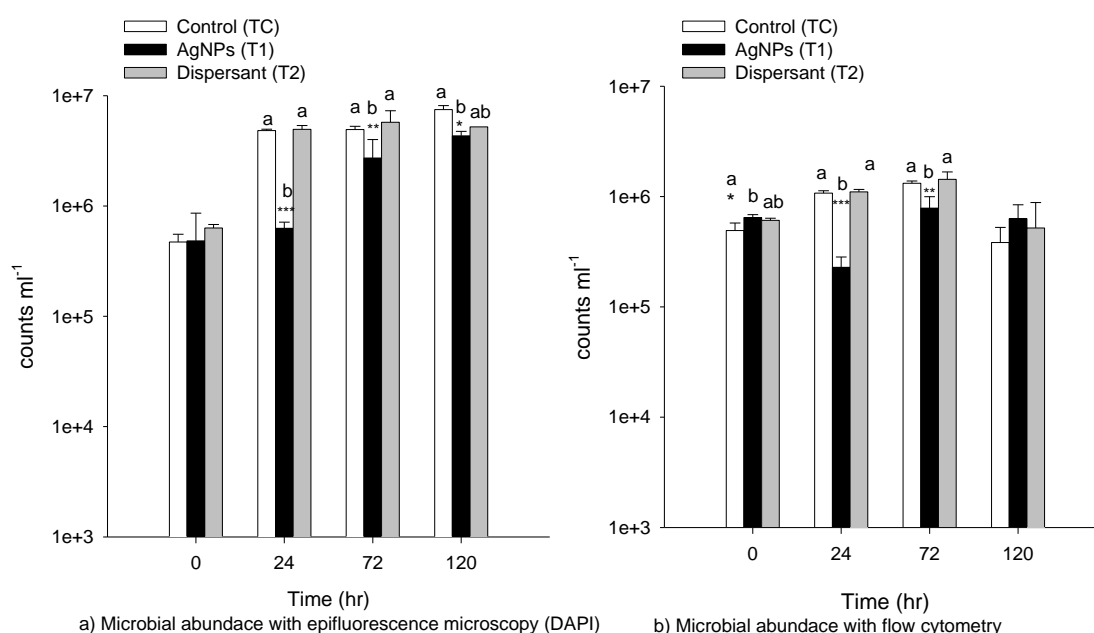 Control (TC)
AgNPs (T1)
Dispersant (T2)
1e+7
1e+6
1e+5
1e+4
1e+3
counts ml-1
a
b
***
a
a
b
**
a
a
b
*
ab
0
24
72
120
Time (hr)
a) Microbial abundace with epifluorescence microscopy (DAPI)
Control (TC)
AgNPs (T1)
Dispersant (T2)
1e+7
1e+6
1e+5
1e+4
1e+3
counts ml-1
a
*
b
ab
a
b
***
a
a
b
**
a
0
24
72
120
Time (hr)
b) Microbial abundace with flow cytometry